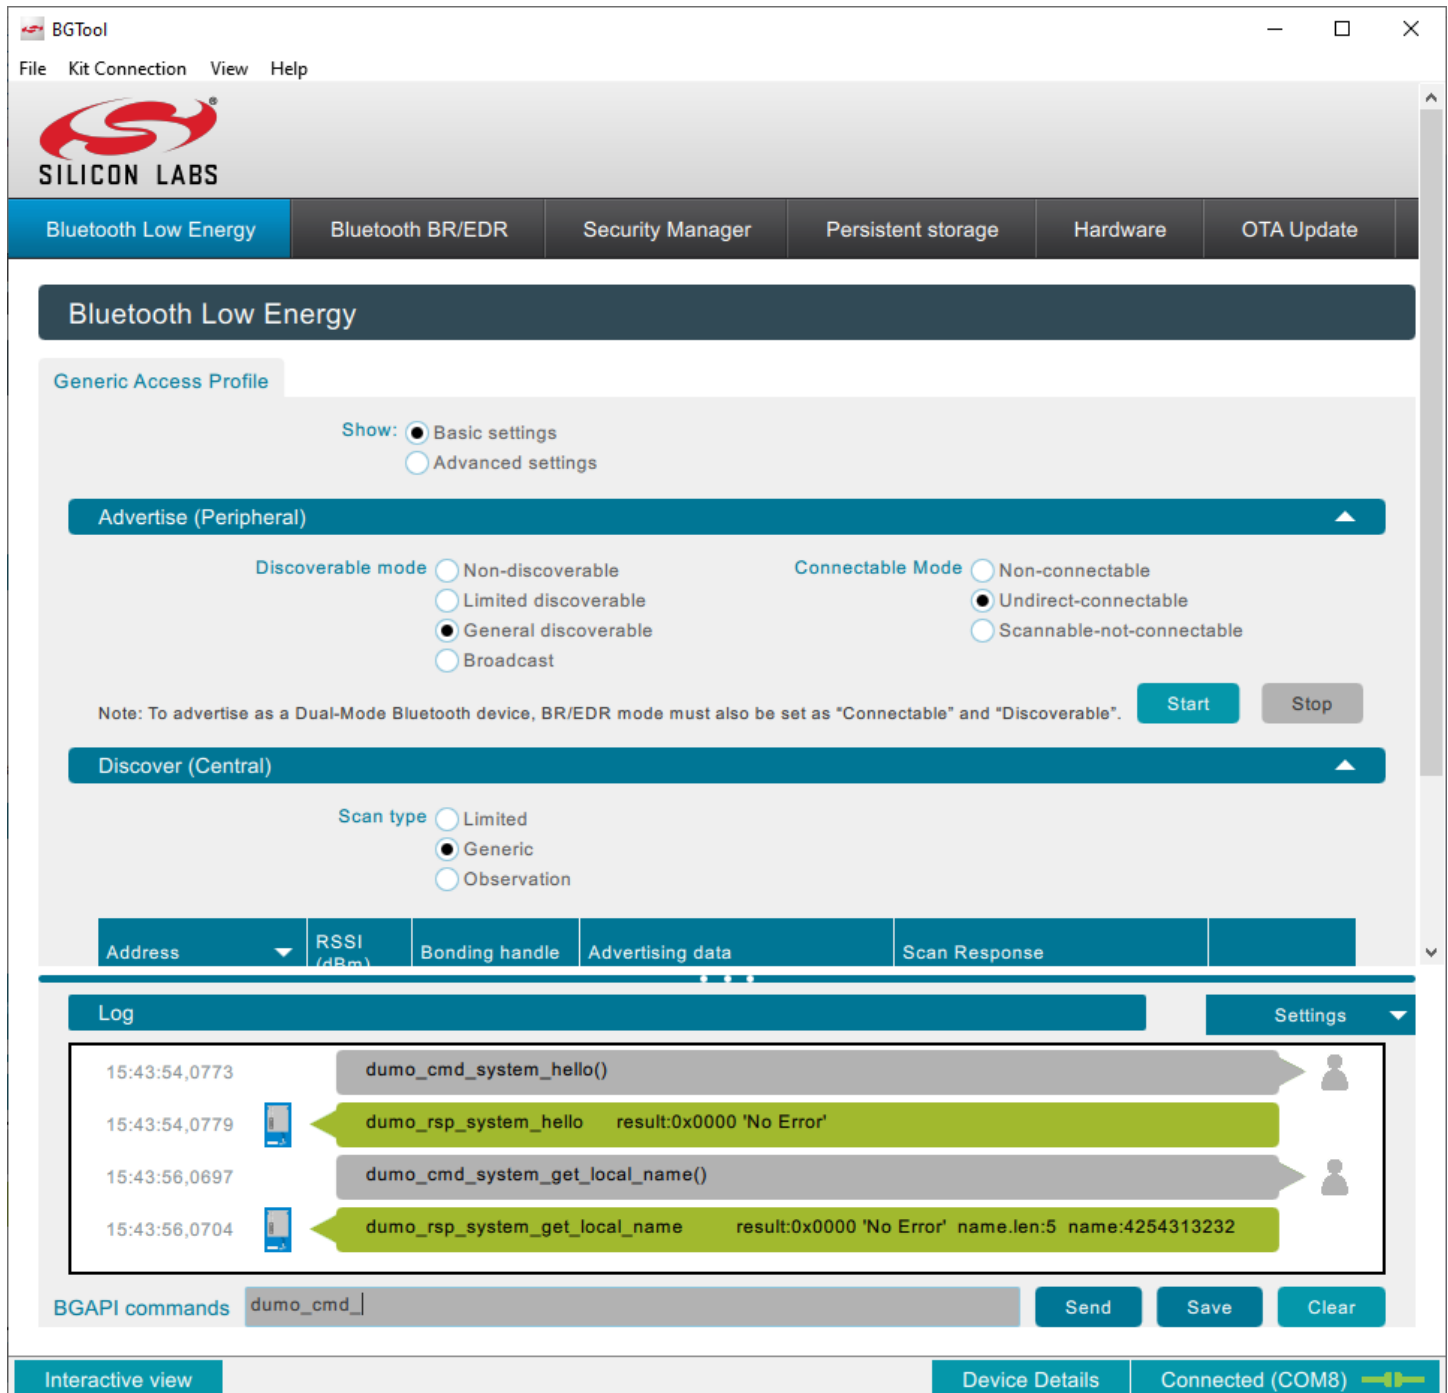 BGTool
File Kit Connection View Help
SILICON LABS ®
Bluetooth Low Energy Bluetooth BR/EDR Security Manager Persistent storage Hardware OTA Update
Bluetooth Low Energy
Generic Access Profile
Show: Basic settings
Advanced settings
Advertise (Peripheral)
Discoverable mode Non-discoverable Connectable Mode Non-connectable
Limited discoverable Undirect-connectable
General discoverable Scannable-not-connectable
Broadcast
Note: To advertise as a Dual-Mode Bluetooth device, BR/EDR mode must also be set as “Connectable” and “Discoverable”. Start Stop
Discover (Central)
Scan type Limited
Generic
Observation
Address RSSI (dBm) Bonding handle Advertising data Scan Response
Log Settings
15:43:54,0773 dumo_cmd_system_hello()
15:43:54,0779 dumo_rsp_system_hello result:0x0000 'No Error'
15:43:56,0697 dumo_cmd_system_get_local_name()
15:43:56,0704 dumo_rsp_system_get_local_name result:0x0000 'No Error' name.len:5 name:4254313232
BGAPI commands dumo_cmd_ Send Save Clear
Interactive view Device Details Connected (COM8)